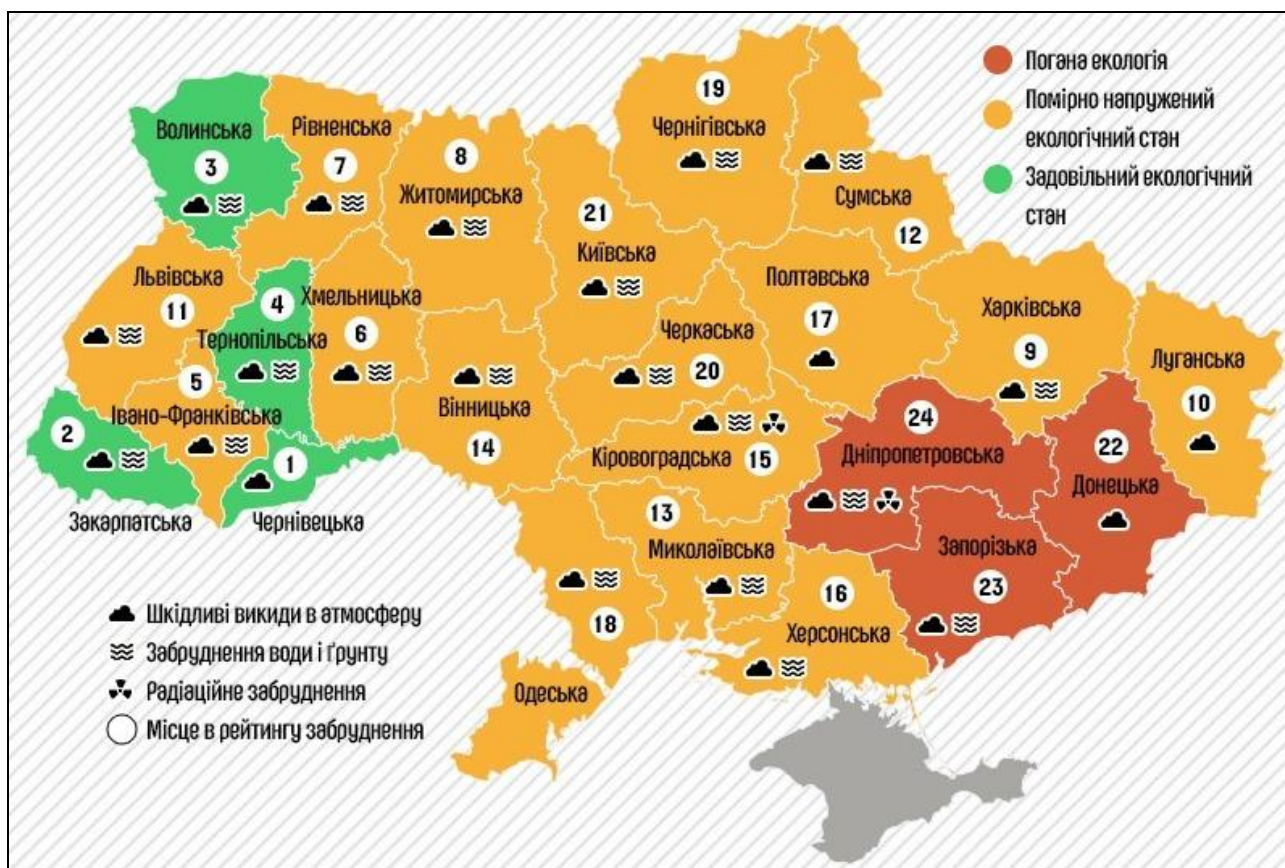 Погана екологія
Помірно напружений
екологічний стан
Задовільний екологічний
стан
19
Чернігівська
Волинська
3
Рівненська
7
8
Житомирська
21
Київська
Сумська
12
Львівська
11
4
Тернопільська
Хмельницька
6
Полтавська
17
Харківська
9
Луганська
10
Черкаська
20
5
Івано-Франківська
Вінницька
14
2
Закарпатська
1
Чернівецька
Кіровоградська
15
24
Дніпропетровська
22
Донецька
13
Миколаївська
Запорізька
23
16
Херсонська
18
Одеська
Шкідливі викиди в атмосферу
Забруднення води і ґрунту
Радіаційне забруднення
Місце в рейтингу забруднення